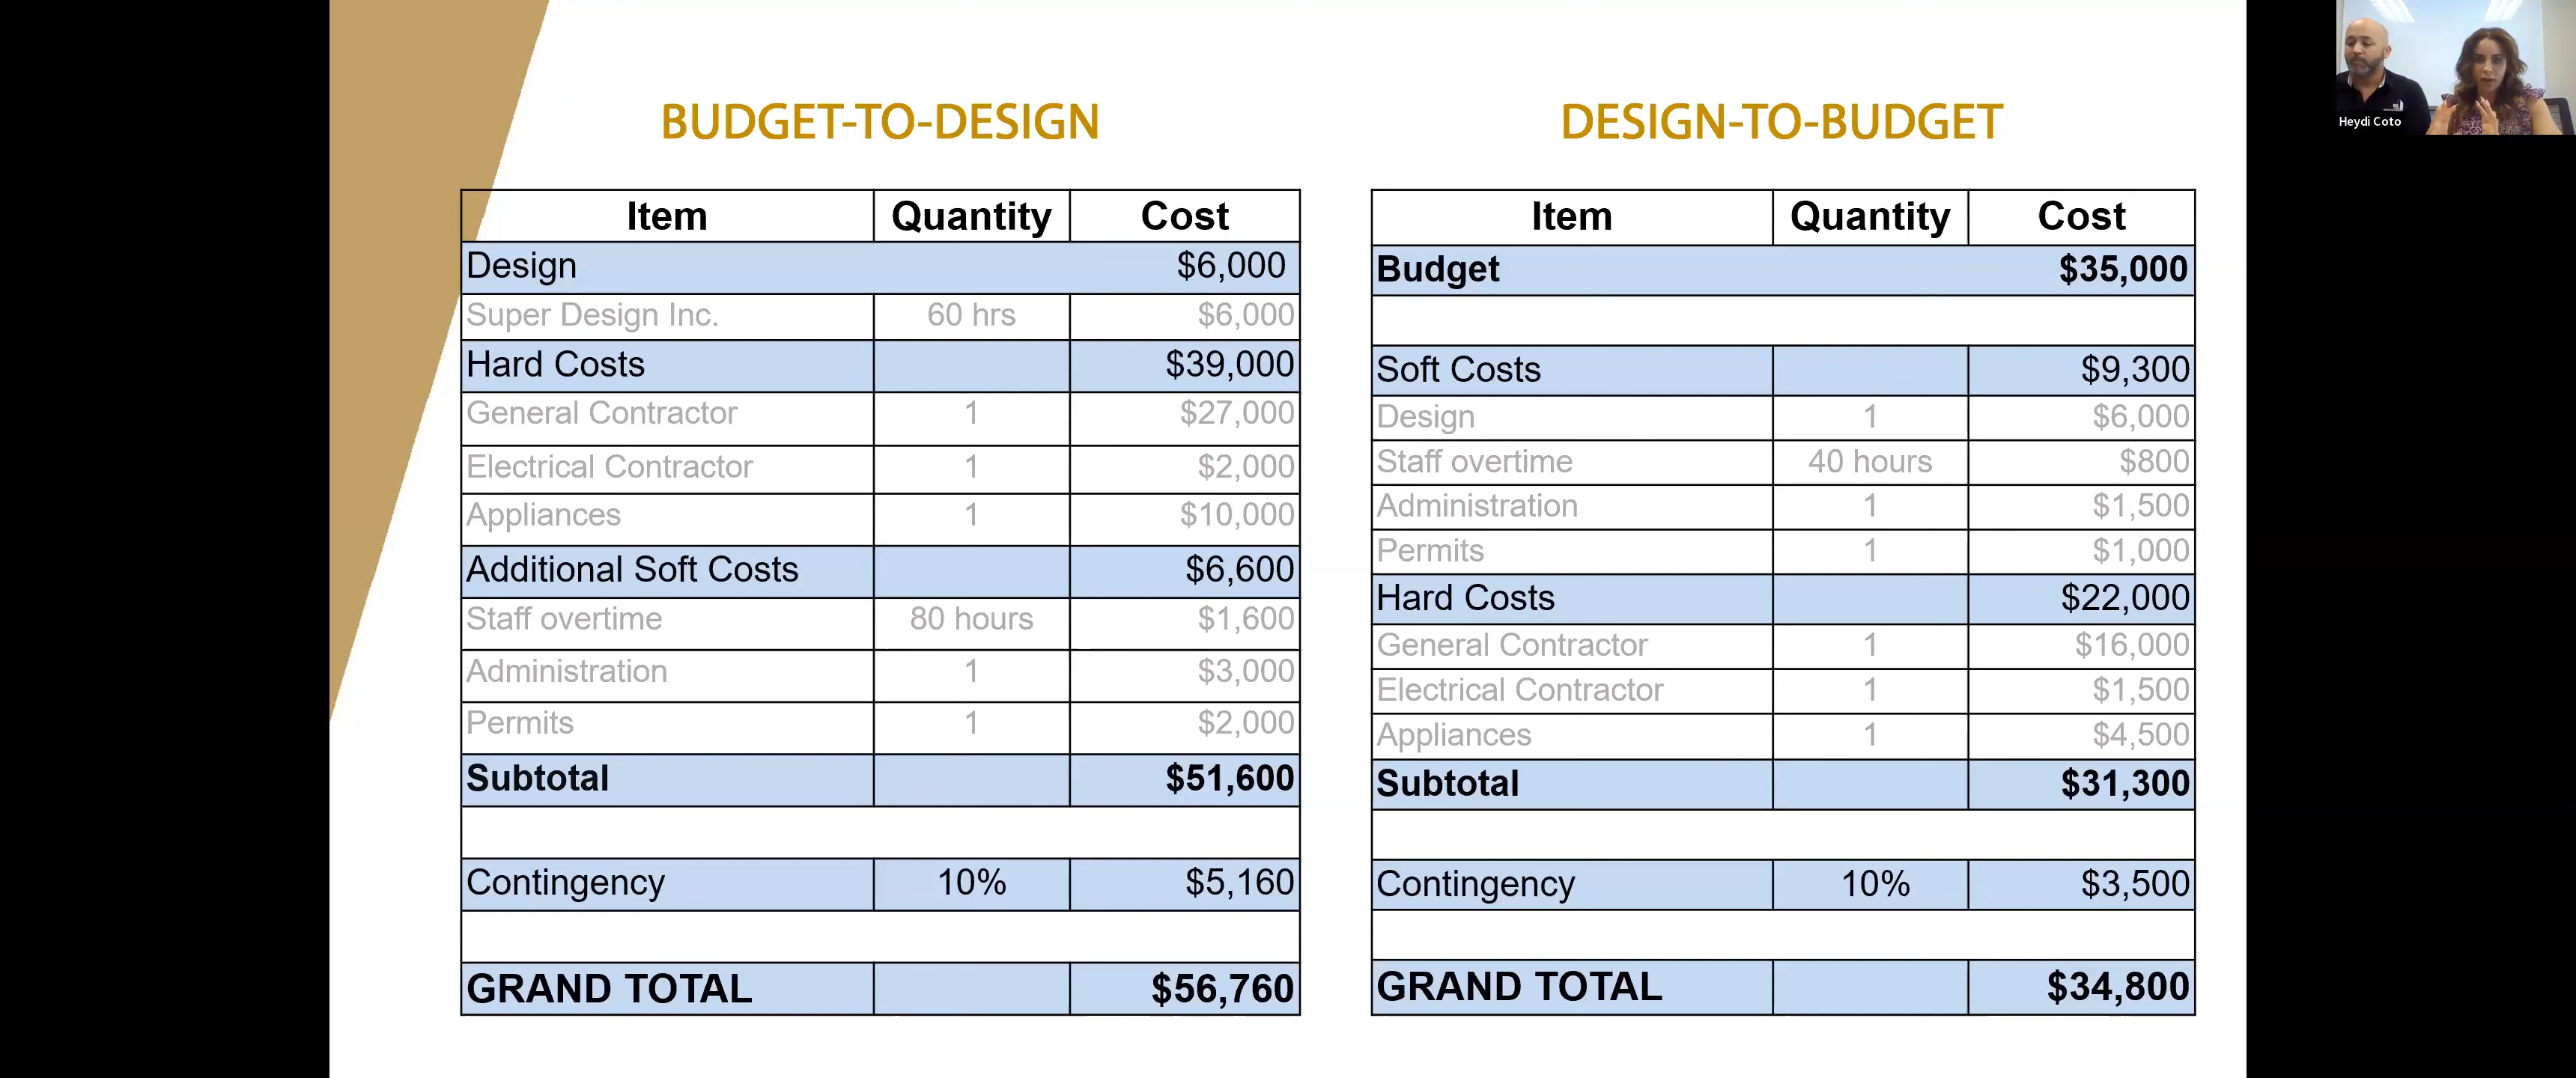 BUDGET-TO-DESIGN
Item Quantity Cost
Design $6,000
Super Design Inc. 60 hrs $6,000
Hard Costs $39,000
General Contractor 1 $27,000
Electrical Contractor 1 $2,000
Appliances 1 $10,000
Additional Soft Costs $6,600
Staff overtime 80 hours $1,600
Administration 1 $3,000
Permits 1 $2,000
Subtotal $51,600
Contingency 10% $5,160
GRAND TOTAL $56,760
DESIGN-TO-BUDGET
Item Quantity Cost
Budget $35,000
Soft Costs $9,300
Design 1 $6,000
Staff overtime 40 hours $800
Administration 1 $1,500
Permits 1 $1,000
Hard Costs $22,000
General Contractor 1 $16,000
Electrical Contractor 1 $1,500
Appliances 1 $4,500
Subtotal $31,300
Contingency 10% $3,500
GRAND TOTAL $34,800
Heydi Coto